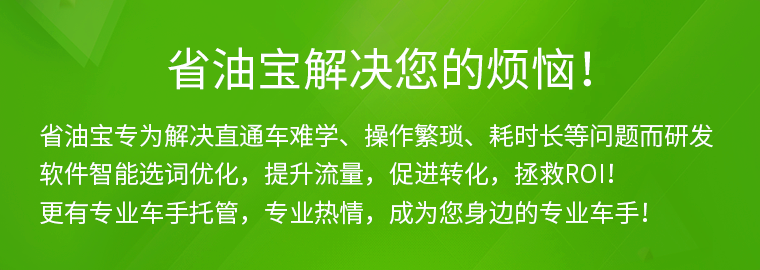 省油宝解决您的烦恼！
省油宝专为解决直通车难学、操作繁琐、耗时长等问题而研发
软件智能选词优化，提升流量，促进转化，拯救ROI！
更有专业车手托管，专业热情，成为您身边的专业车手！